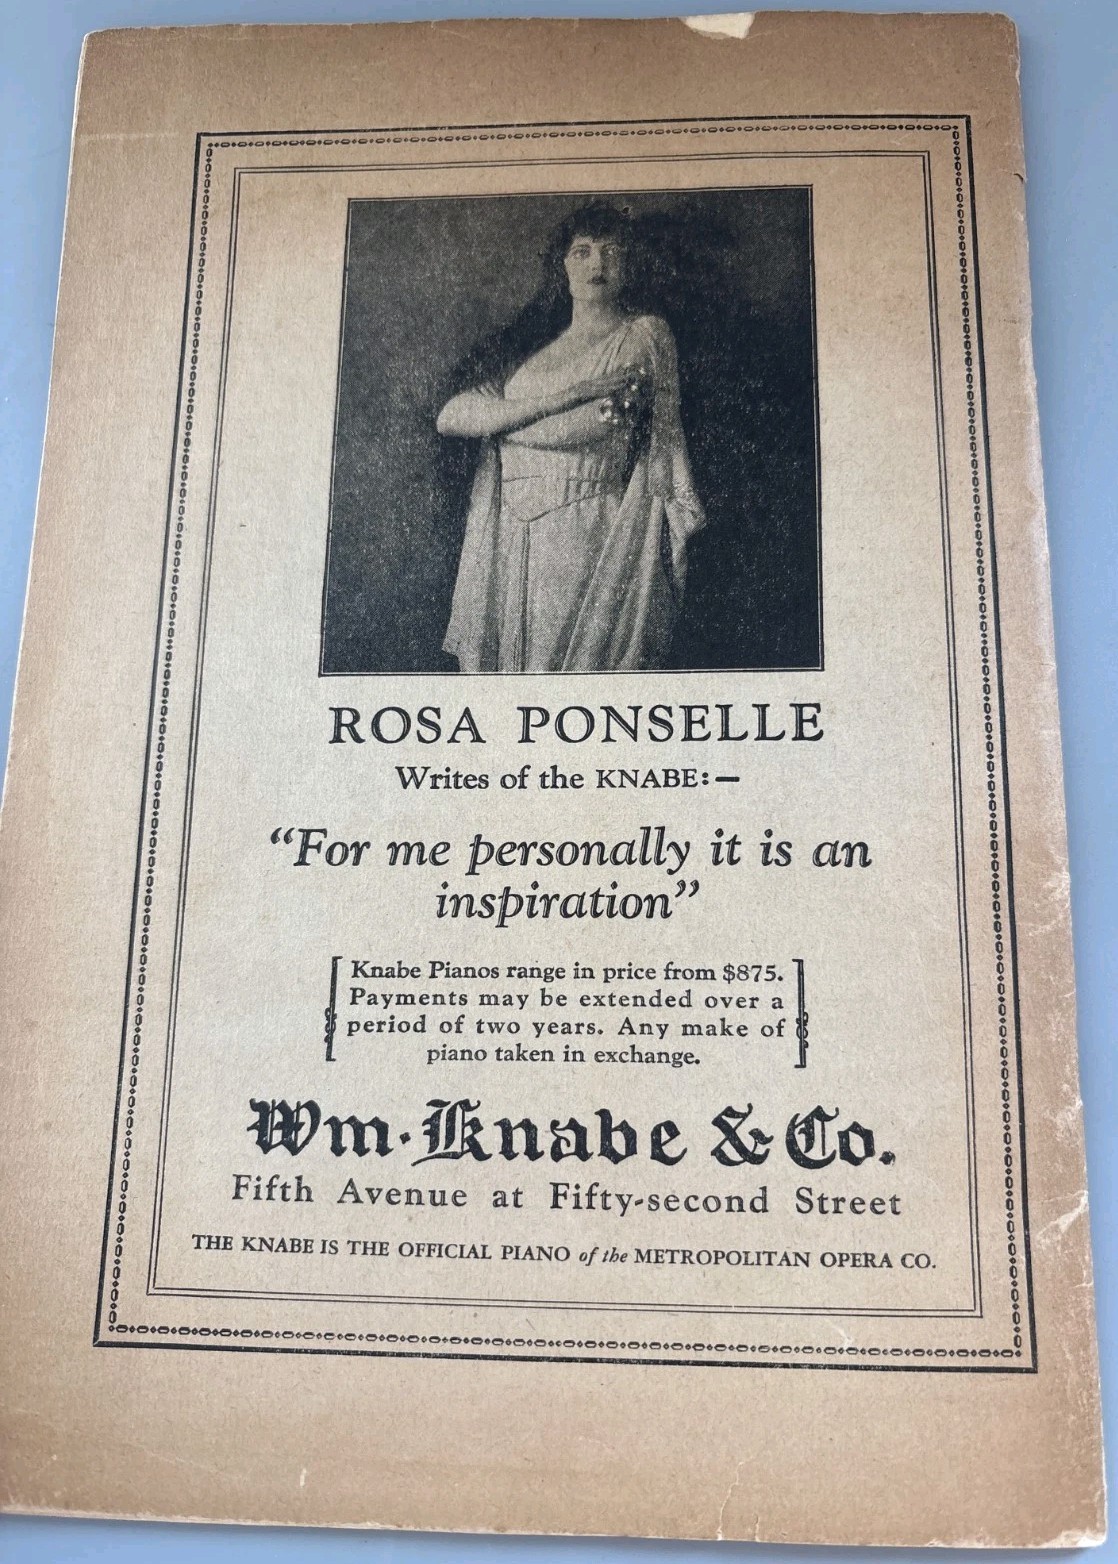 ROSA PONSELLE
Writes of the KNABE:—
“For me personally it is an
inspiration”
Knabe Pianos range in price from $875.
Payments may be extended over a
period of two years. Any make of
piano taken in exchange.
Wm. Knabe & Co.
Fifth Avenue at Fifty-second Street
THE KNABE IS THE OFFICIAL PIANO of the METROPOLITAN OPERA CO.